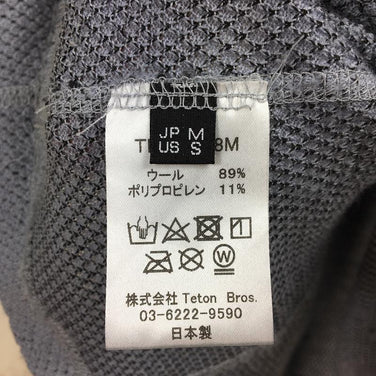 JP M
US S
8M
ウール 89%
ポリプロピレン 11%
W
株式会社 Teton Bros.
03-6222-9590
日本製